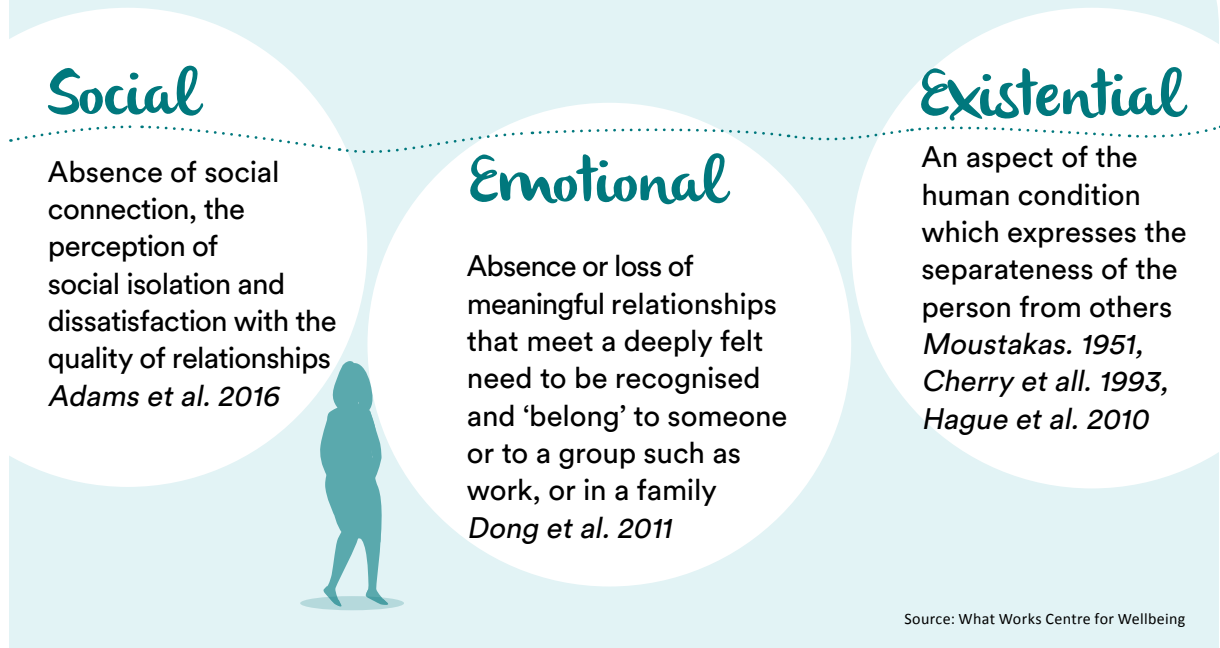 Social
Absence of social
connection, the
perception of
social isolation and
dissatisfaction with the
quality of relationships
Adams et al. 2016
Emotional
Absence or loss of
meaningful relationships
that meet a deeply felt
need to be recognised
and ‘belong’ to someone
or to a group such as
work, or in a family
Dong et al. 2011
Existential
An aspect of the
human condition
which expresses the
separateness of the
person from others
Moustakas. 1951,
Cherry et all. 1993,
Hague et al. 2010
Source: What Works Centre for Wellbeing